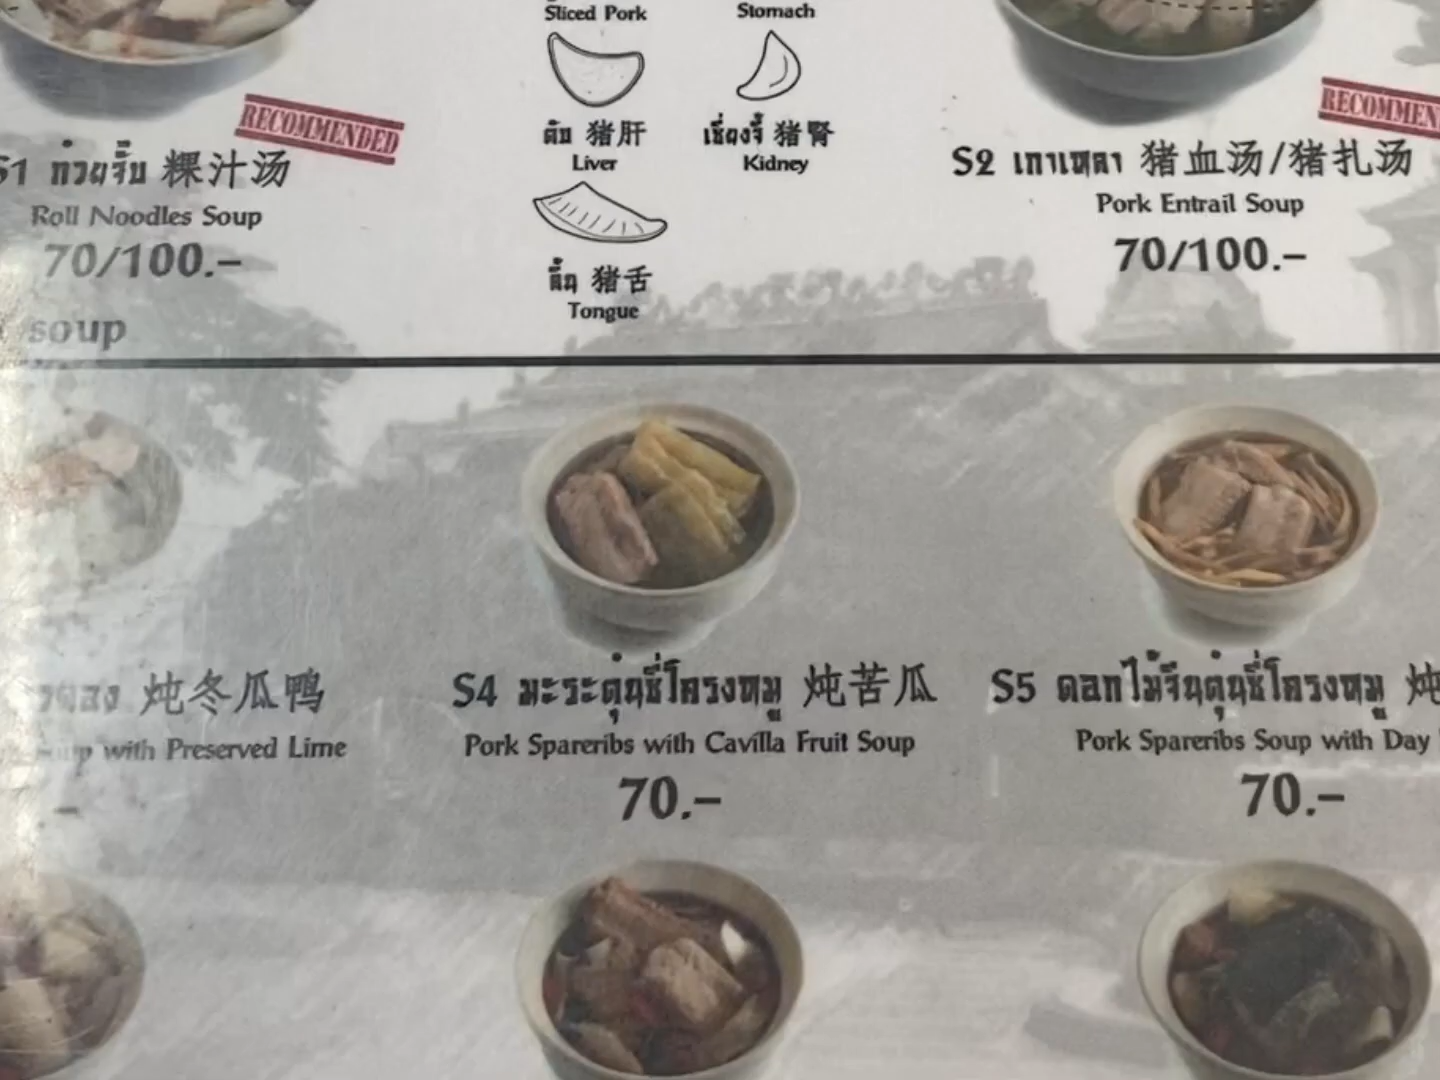 Sliced Pork
Stomach
ตับ 猪肝
Liver
เซี่ยงจี้ 猪腎
Kidney
ลิ้น 猪舌
Tongue
RECOMMENDED
S1 ก๋วยจั๊บ 粿汁汤
Roll Noodles Soup
70/100.–
soup
RECOMMEN
S2 เกาเหลา 猪血汤/猪扎汤
Pork Entrail Soup
70/100.–
炖冬瓜鸭
with Preserved Lime
S4 มะระตุ๋นซี่โครงหมู 炖苦瓜
Pork Spareribs with Cavilla Fruit Soup
70.–
S5 ดอกไม้จีนตุ๋นซี่โครงหมู 炖
Pork Spareribs Soup with Day
70.–